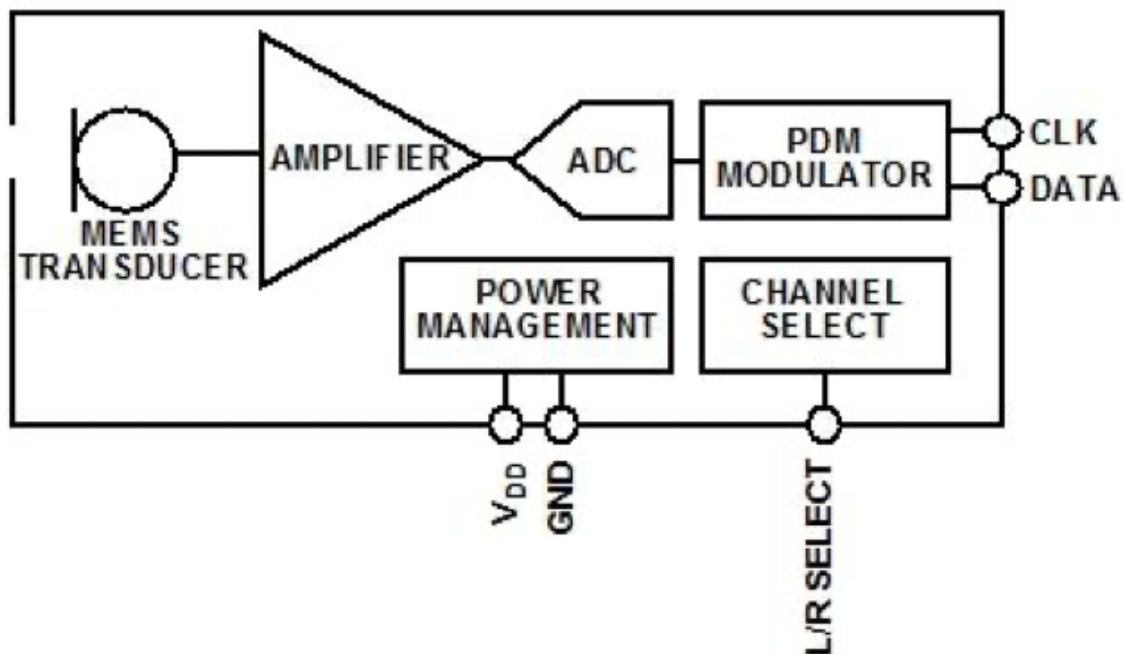 AMPLIFIER
ADC
PDM
MODULATOR
CLK
DATA
MEMS
TRANSDUCER
POWER
MANAGEMENT
CHANNEL
SELECT
VDD
GND
L/R SELECT